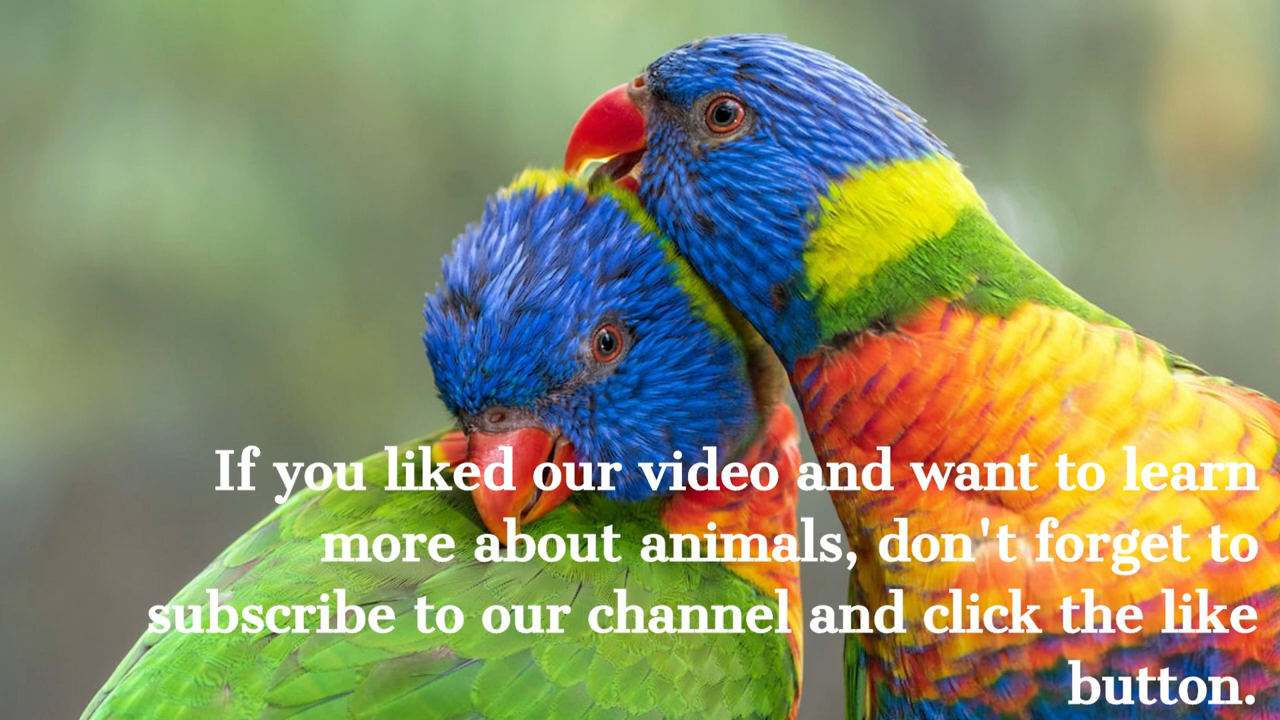 If you liked our video and want to learn
more about animals, don't forget to
subscribe to our channel and click the like
button.